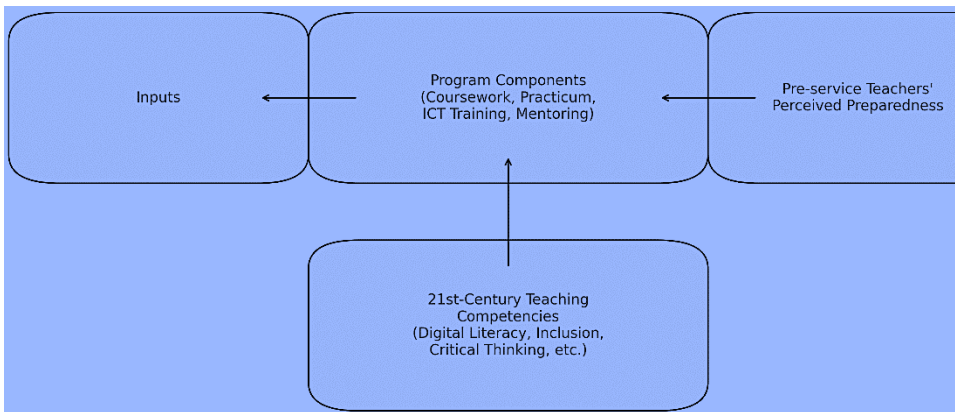 Inputs
Program Components
(Coursework, Practicum,
ICT Training, Mentoring)
Pre-service Teachers'
Perceived Preparedness
21st-Century Teaching
Competencies
(Digital Literacy, Inclusion,
Critical Thinking, etc.)